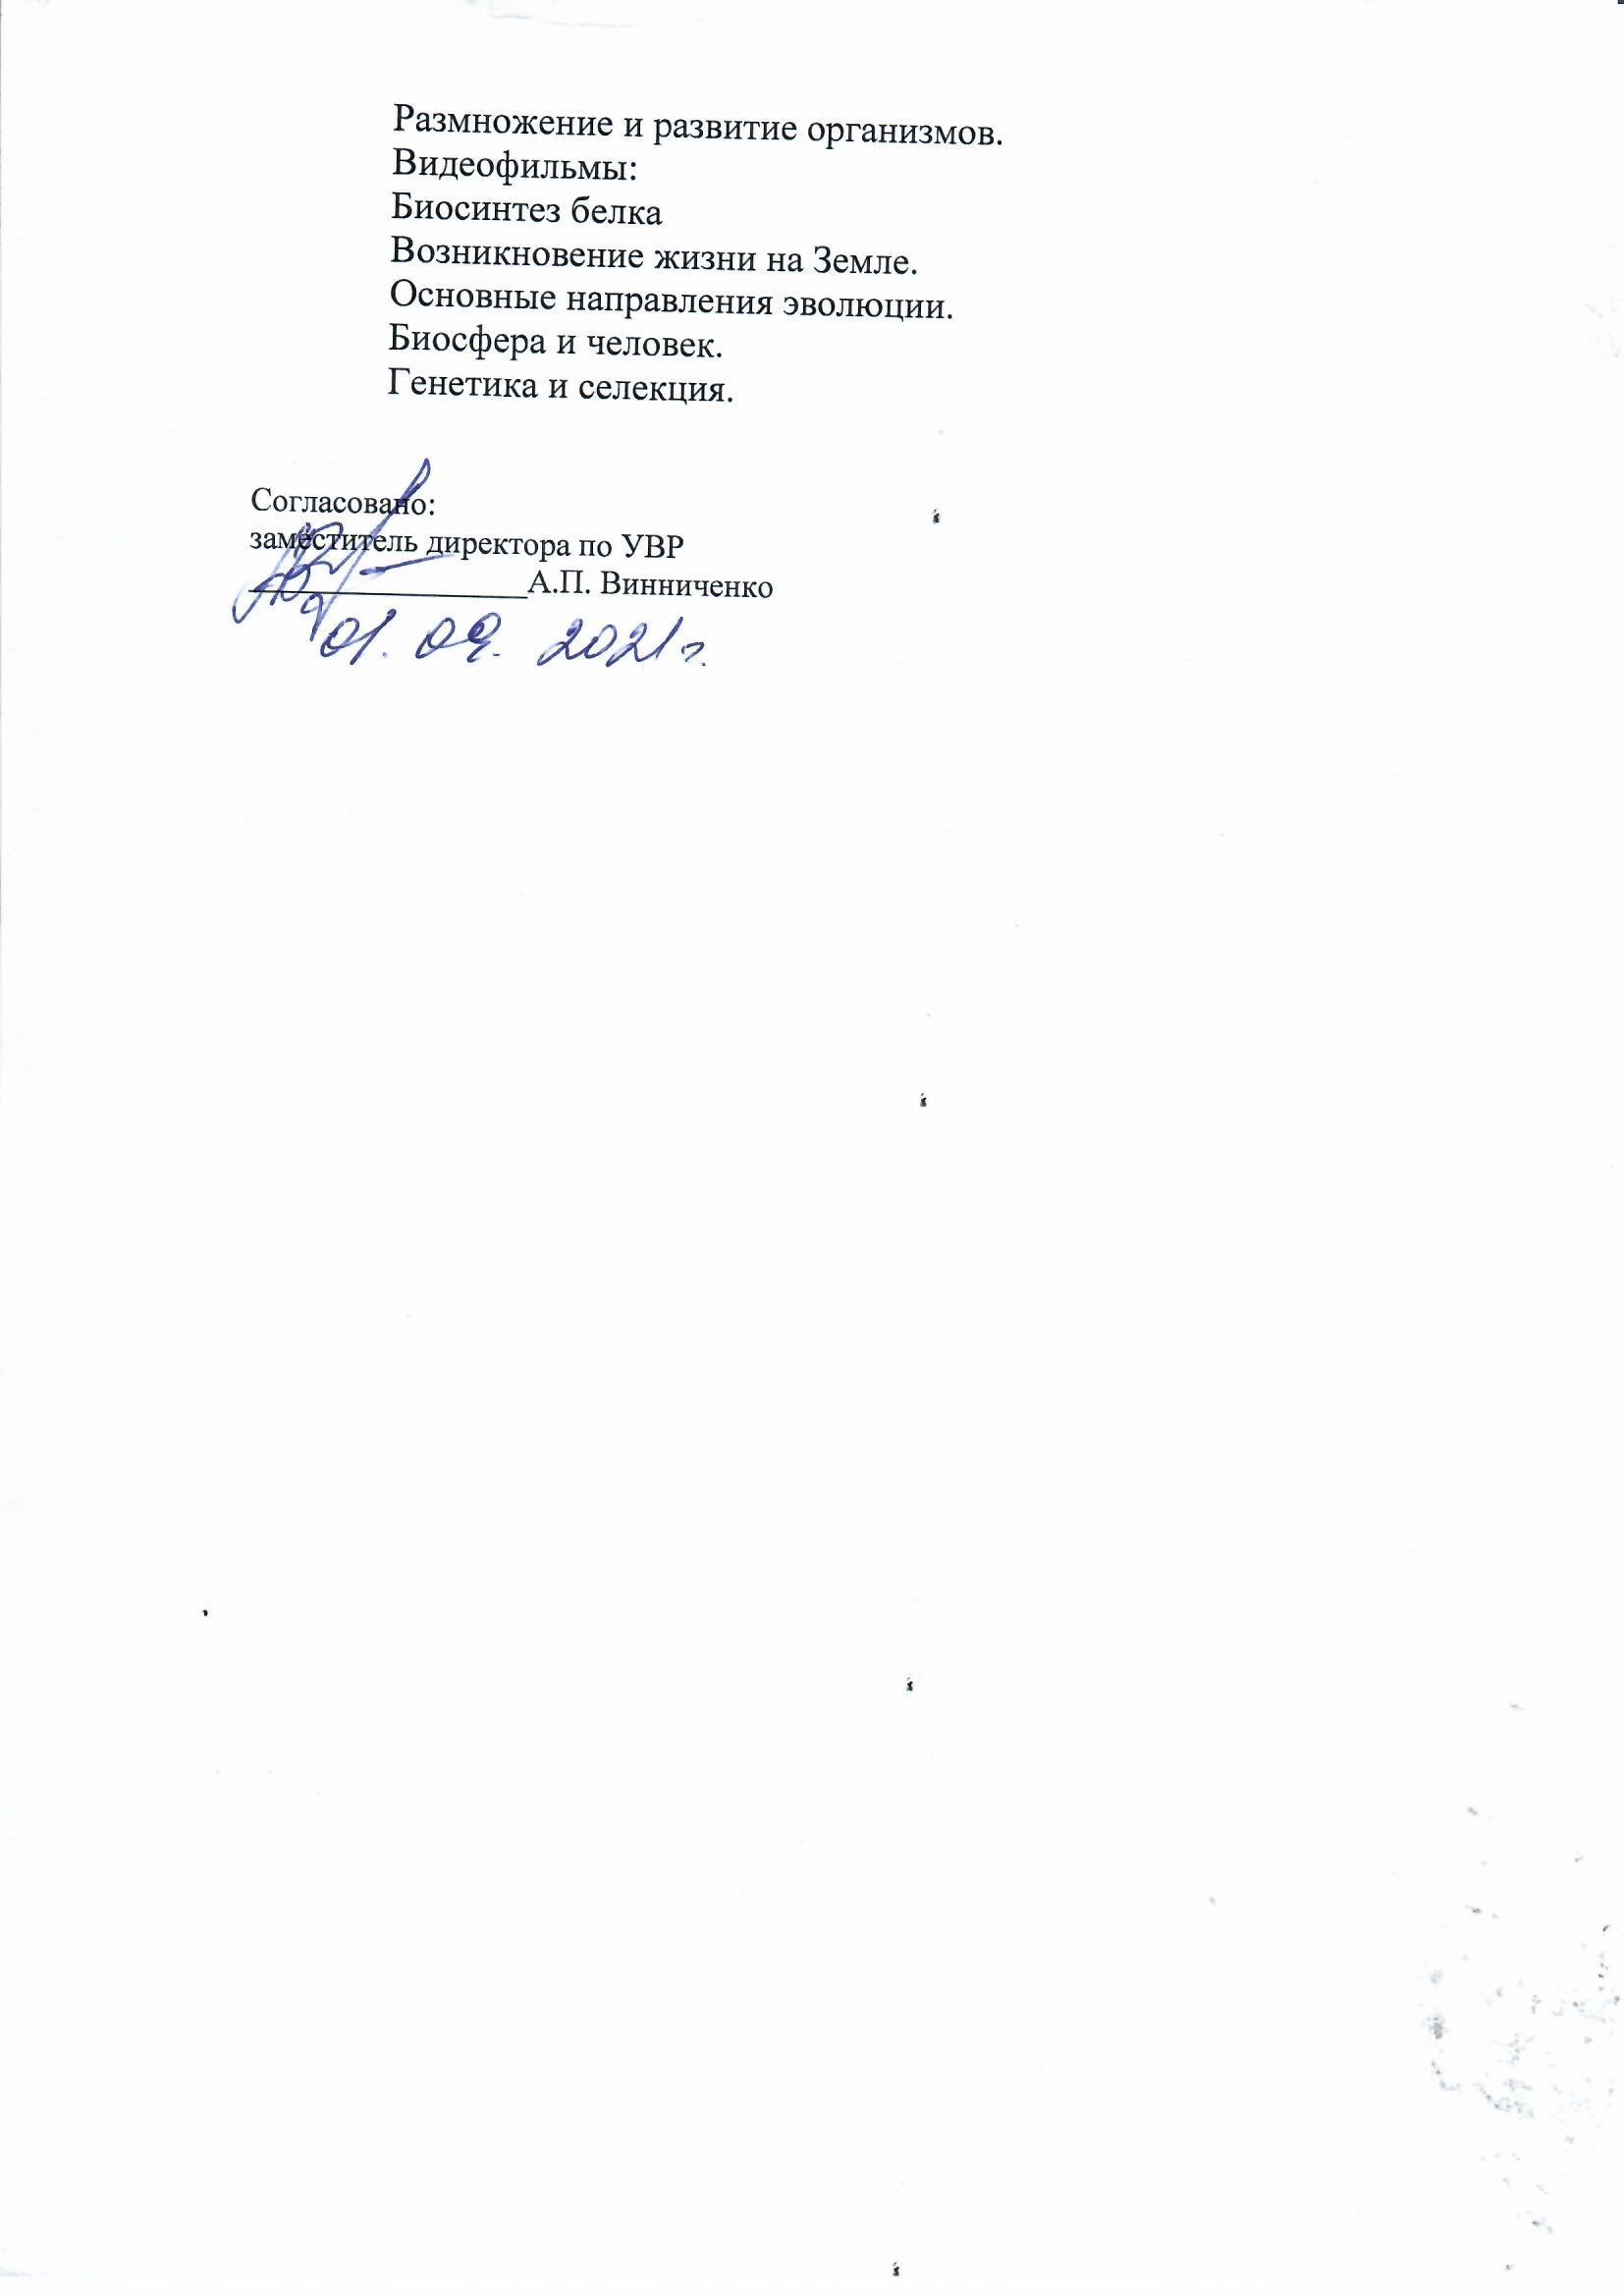 Размножение и развитие организмов.
Видеофильмы:
Биосинтез белка
Возникновение жизни на Земле.
Основные направления эволюции.
Биосфера и человек.
Генетика и селекция.
Согласовано:
заместитель директора по УВР
________________А.П. Винниченко
01. 09. 2021 г.